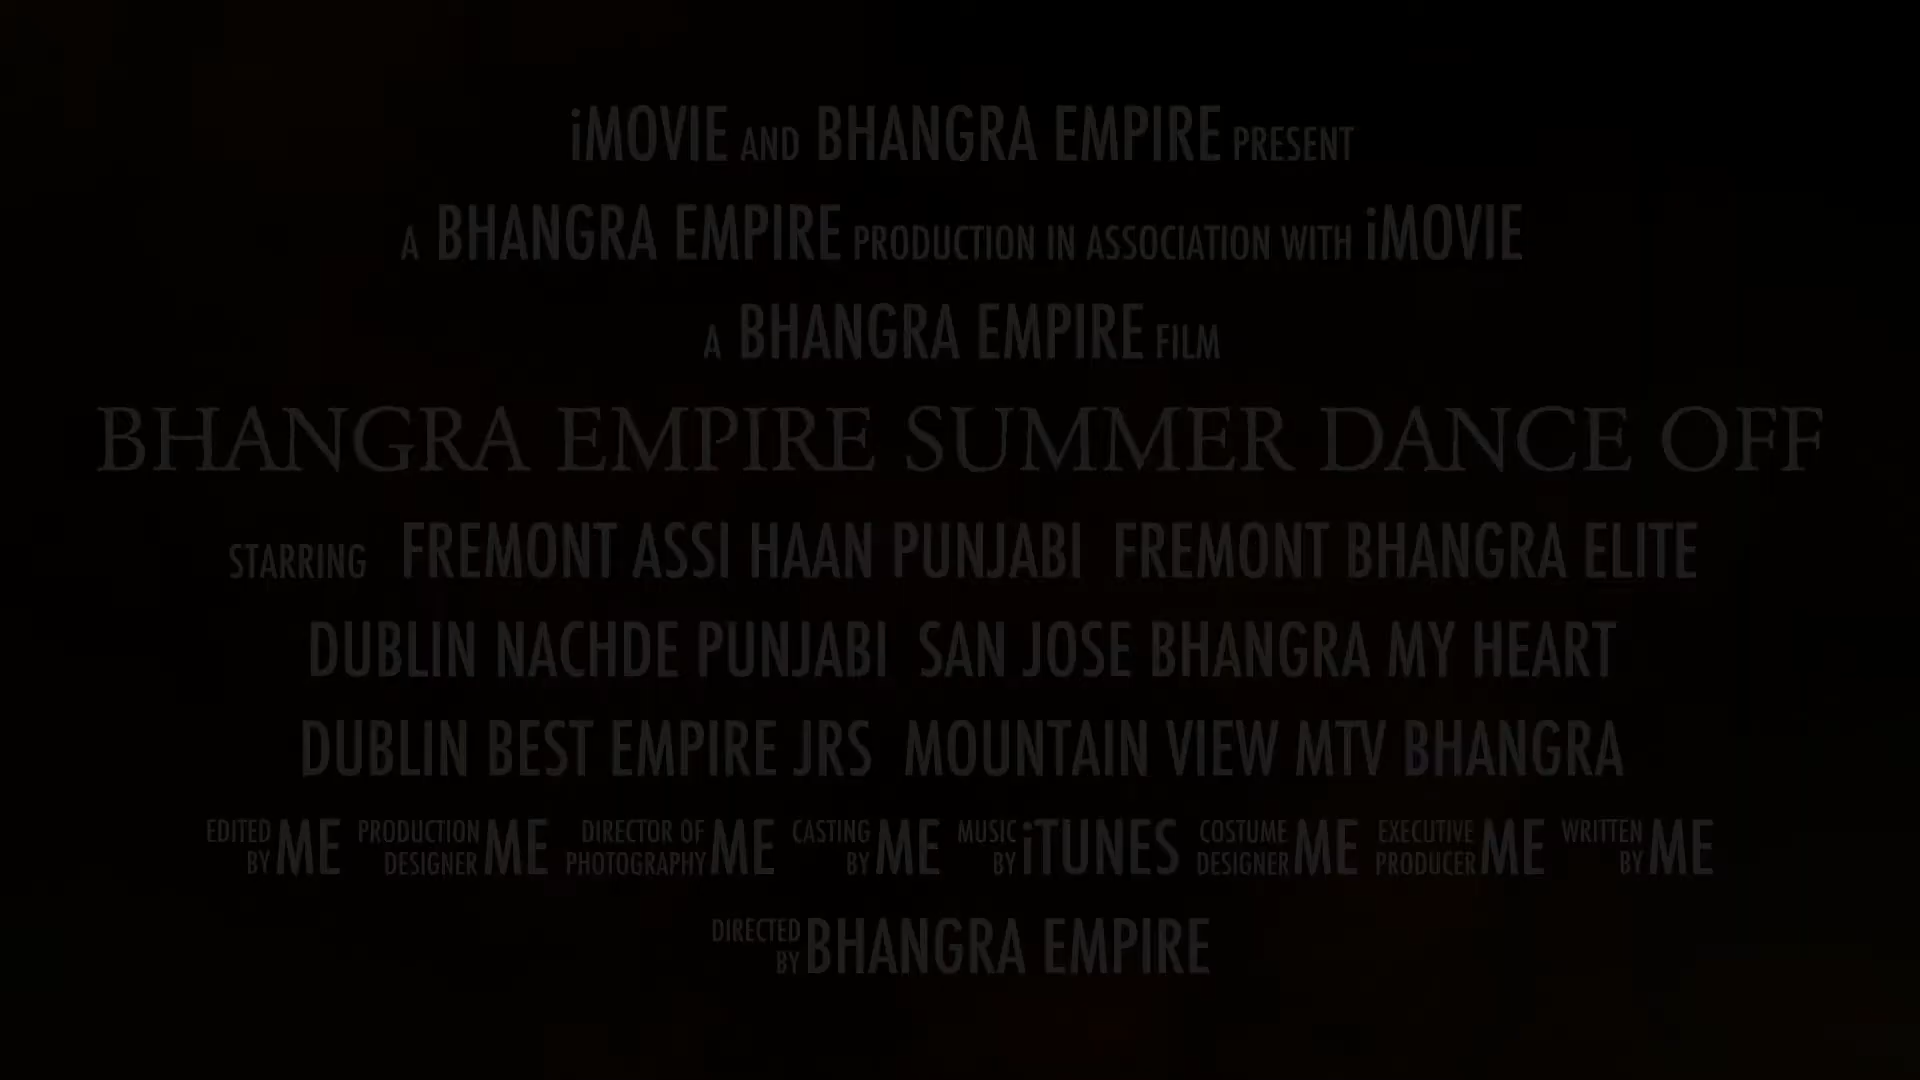 iMOVIE AND BHANGRA EMPIRE PRESENT
A BHANGRA EMPIRE PRODUCTION IN ASSOCIATION WITH iMOVIE
A BHANGRA EMPIRE FILM
BHANGRA EMPIRE SUMMER DANCE OFF
STARRING FREMONT ASSI HAAN PUNJABI FREMONT BHANGRA ELITE
DUBLIN NACHDE PUNJABI SAN JOSE BHANGRA MY HEART
DUBLIN BEST EMPIRE JRS MOUNTAIN VIEW MTV BHANGRA
EDITED BY ME PRODUCTION DESIGNER ME DIRECTOR OF PHOTOGRAPHY ME CASTING BY ME MUSIC BY iTUNES COSTUME DESIGNER ME EXECUTIVE PRODUCER ME WRITTEN BY ME
DIRECTED BY BHANGRA EMPIRE